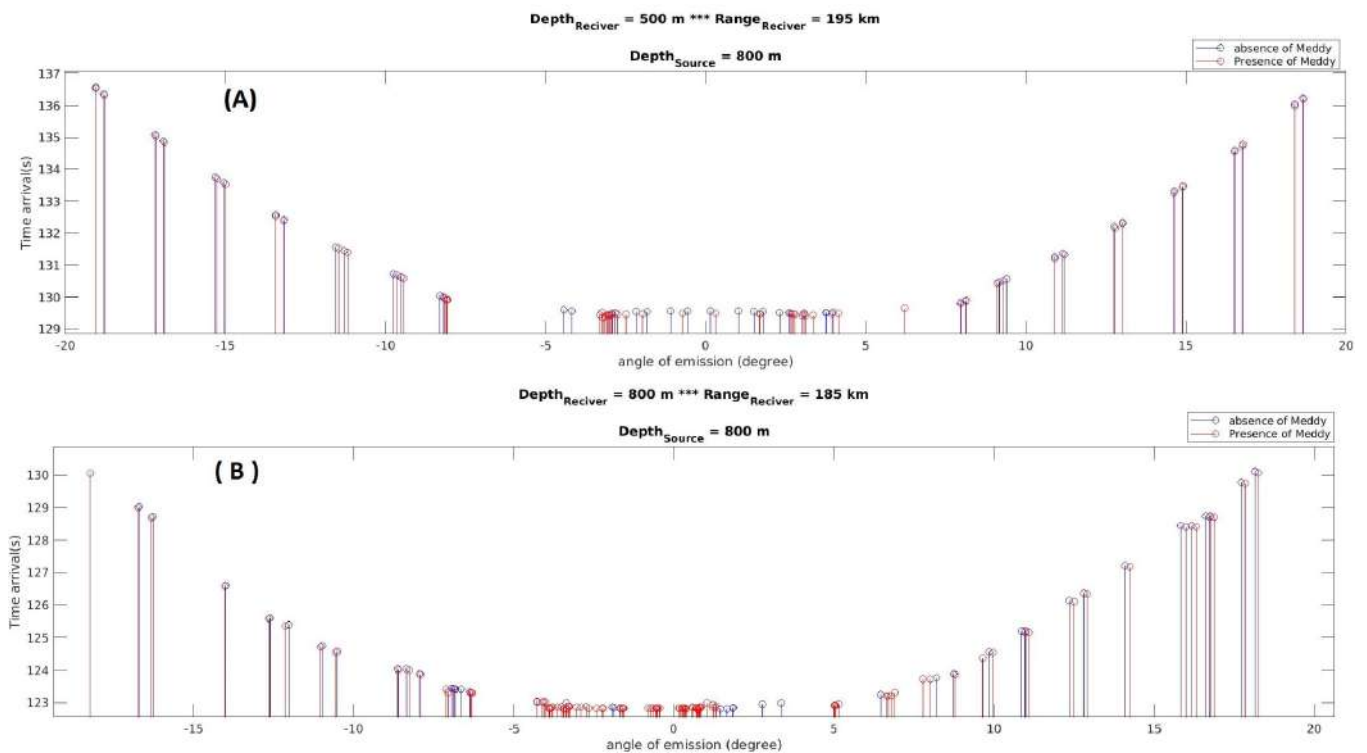 Depth_Reciver = 500 m *** Range_Reciver = 195 km
Depth_Source = 800 m
absence of Meddy
Presence of Meddy
(A)
Time arrival(s)
137
136
135
134
133
132
131
130
129
-20 -15 -10 -5 0 5 10 15 20
angle of emission (degree)
Depth_Reciver = 800 m *** Range_Reciver = 185 km
Depth_Source = 800 m
absence of Meddy
Presence of Meddy
( B )
Time arrival(s)
130
129
128
127
126
125
124
123
-15 -10 -5 0 5 10 15 20
angle of emission (degree)